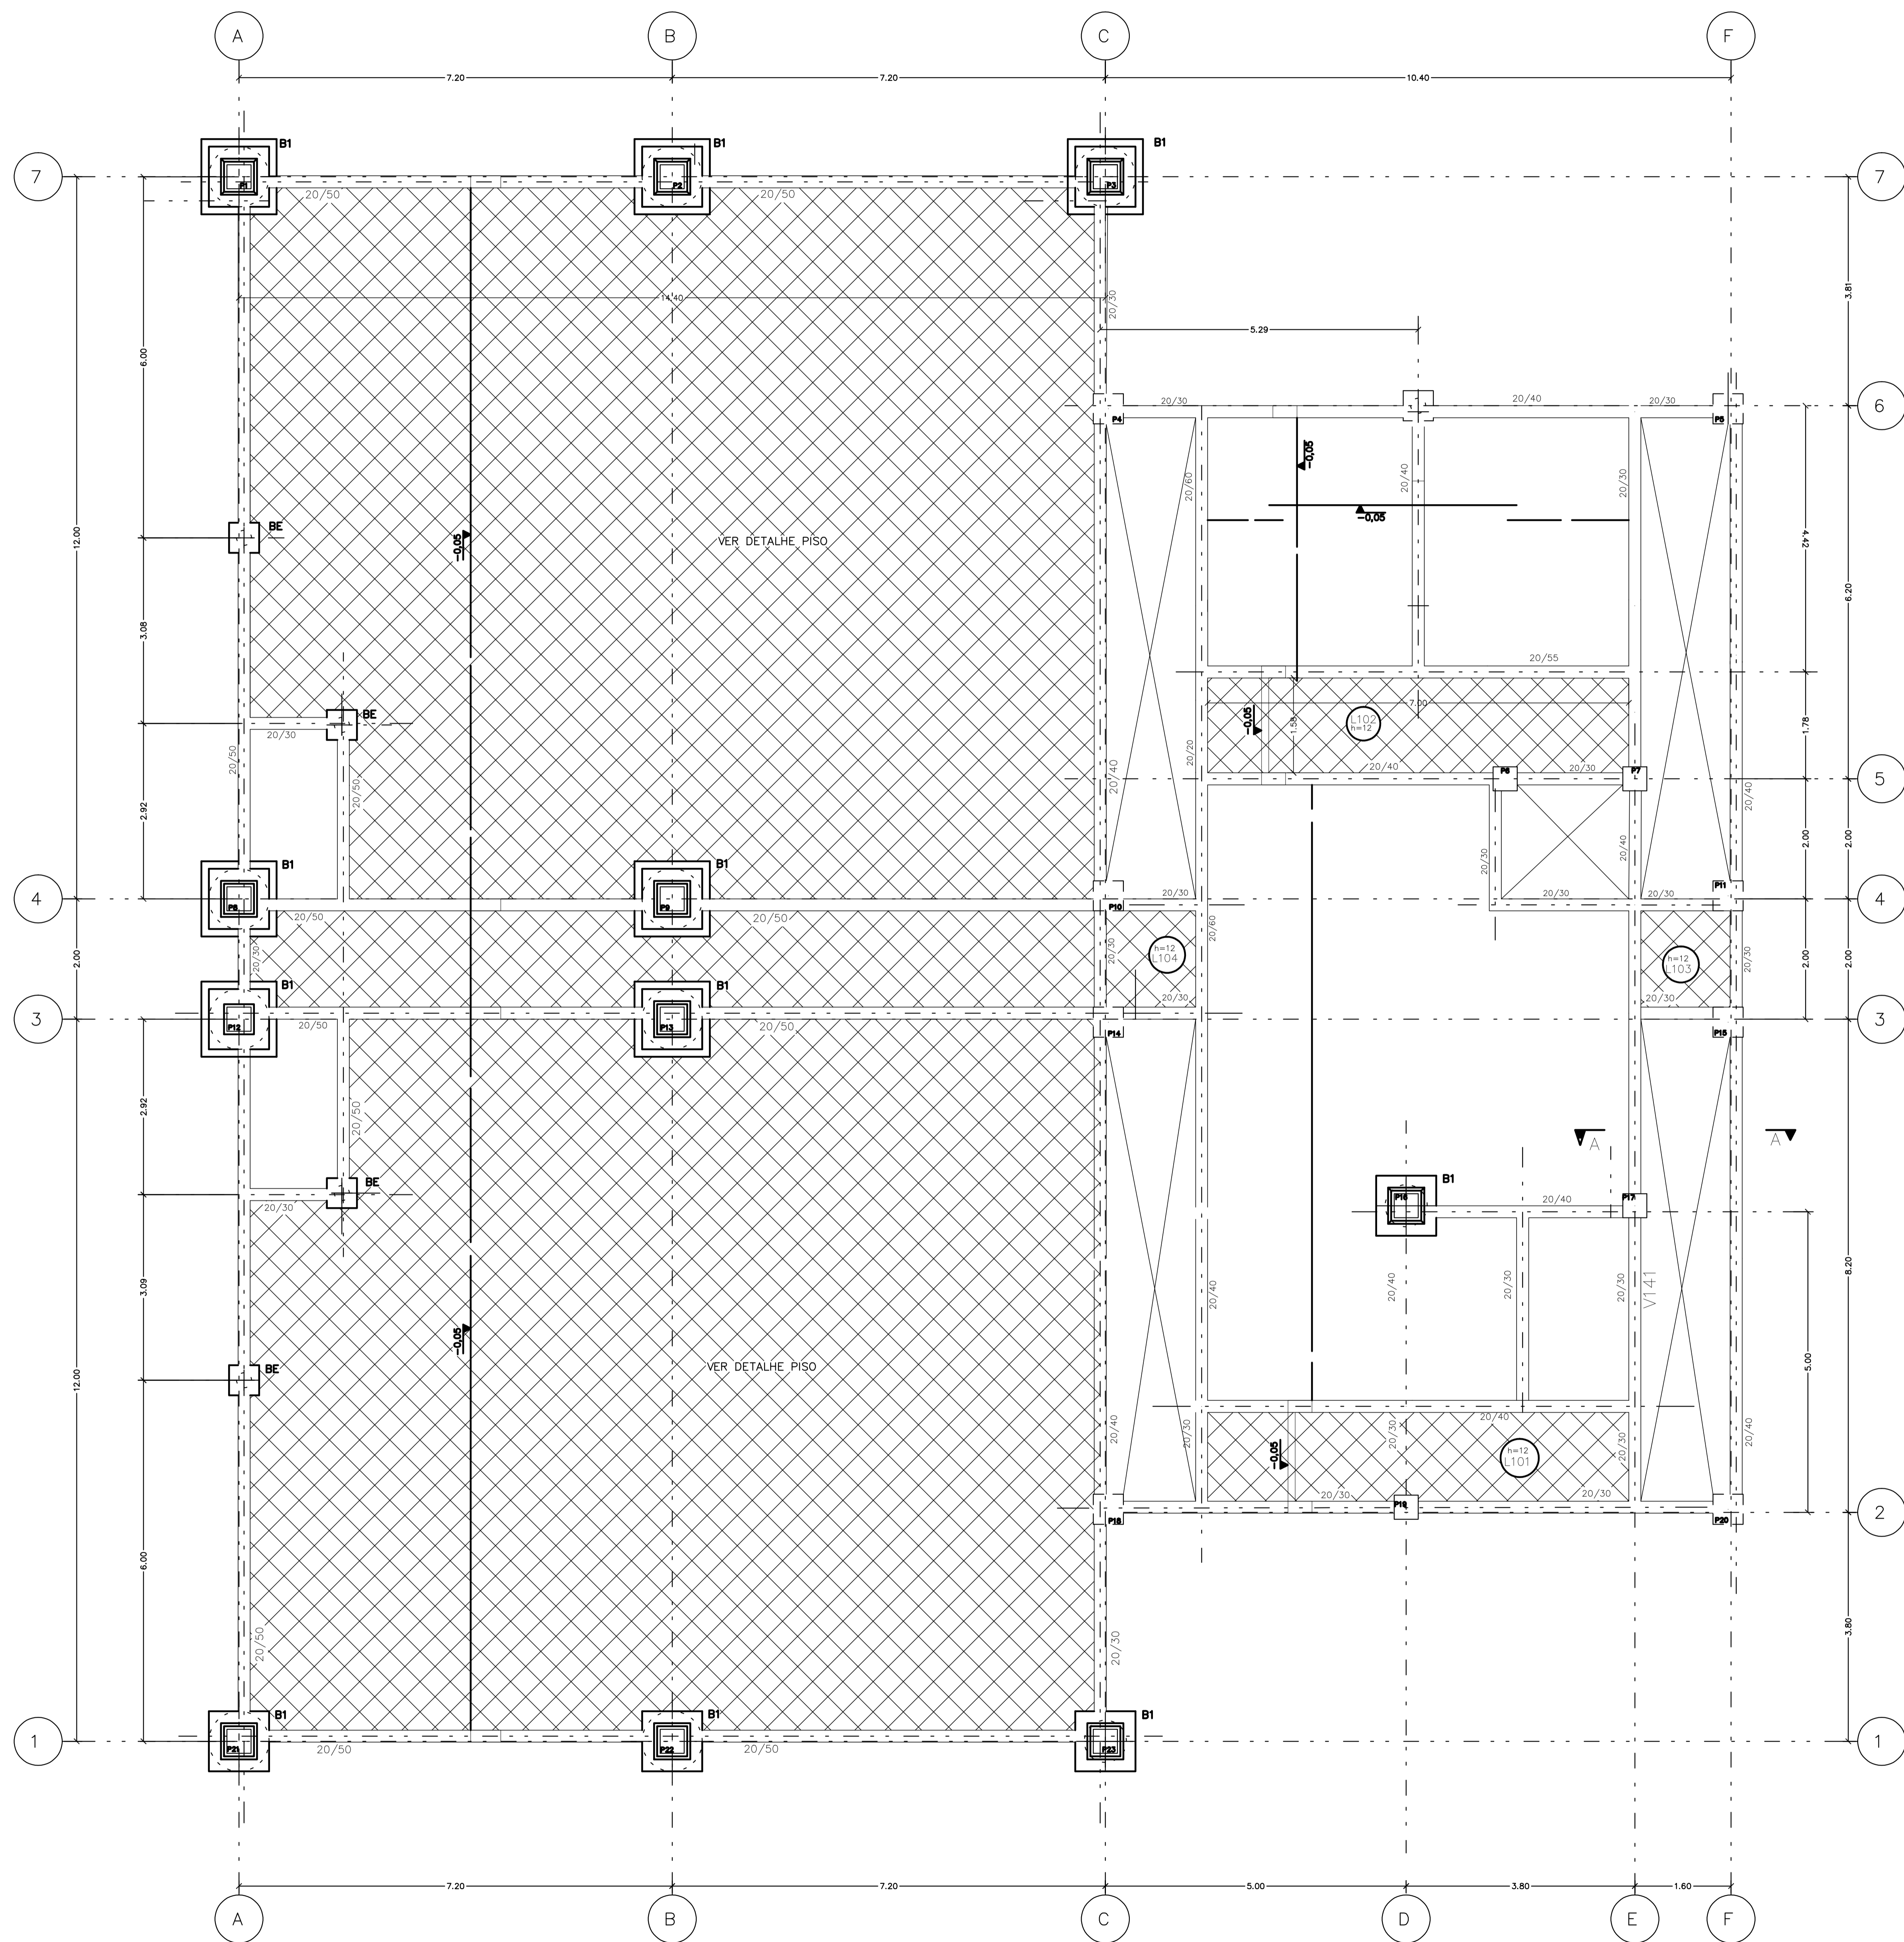 A
B
C
F
7.20
7.20
10.40
B1
B1
B1
7
P1
P2
P3
7
20/50
20/50
14.40
20/30
3.81
5.29
6.00
20/30
20/40
20/30
6
P4
P5
-0,05
20/60
20/40
20/30
-0,05
BE
12.00
-0,05
VER DETALHE PISO
4.42
6.20
3.08
20/55
BE
7.00
20/30
-0,05
1.58
L102
h=12
1.78
20/50
20/20
20/40
20/40
P6
20/30
P7
5
20/50
20/40
2.92
20/30
20/40
2.00
2.00
B1
B1
P11
4
P8
P9
P10
20/30
20/30
20/30
4
20/50
20/50
20/60
2.00
20/30
20/30
h=12
L104
h=12
L103
20/30
2.00
2.00
B1
B1
20/30
20/30
3
P12
20/50
P13
20/50
P14
P15
3
2.92
20/50
A
A
BE
20/30
B1
P16
20/40
P17
3.09
20/40
20/40
20/30
20/30
V141
8.20
-0,05
VER DETALHE PISO
BE
5.00
12.00
20/40
20/30
20/30
20/40
20/30
20/40
-0,05
h=12
L101
20/30
20/30
P18
P19
P20
2
6.00
20/50
20/30
3.80
B1
B1
B1
1
P21
P22
P23
1
20/50
20/50
7.20
7.20
5.00
3.80
1.60
A
B
C
D
E
F